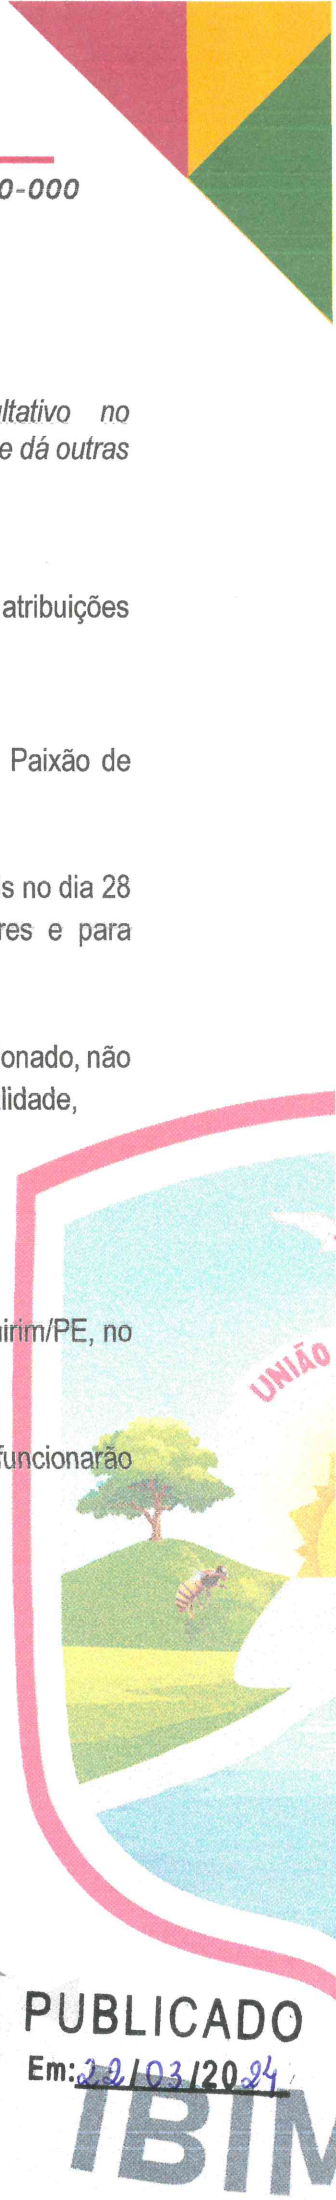 0-000
ultativo no
e dá outras
atribuições
Paixão de
s no dia 28
res e para
onado, não
lidade,
irim/PE, no
UNIÃO
funcionarão
PUBLICADO
Em: 22/03/2024
IBIM